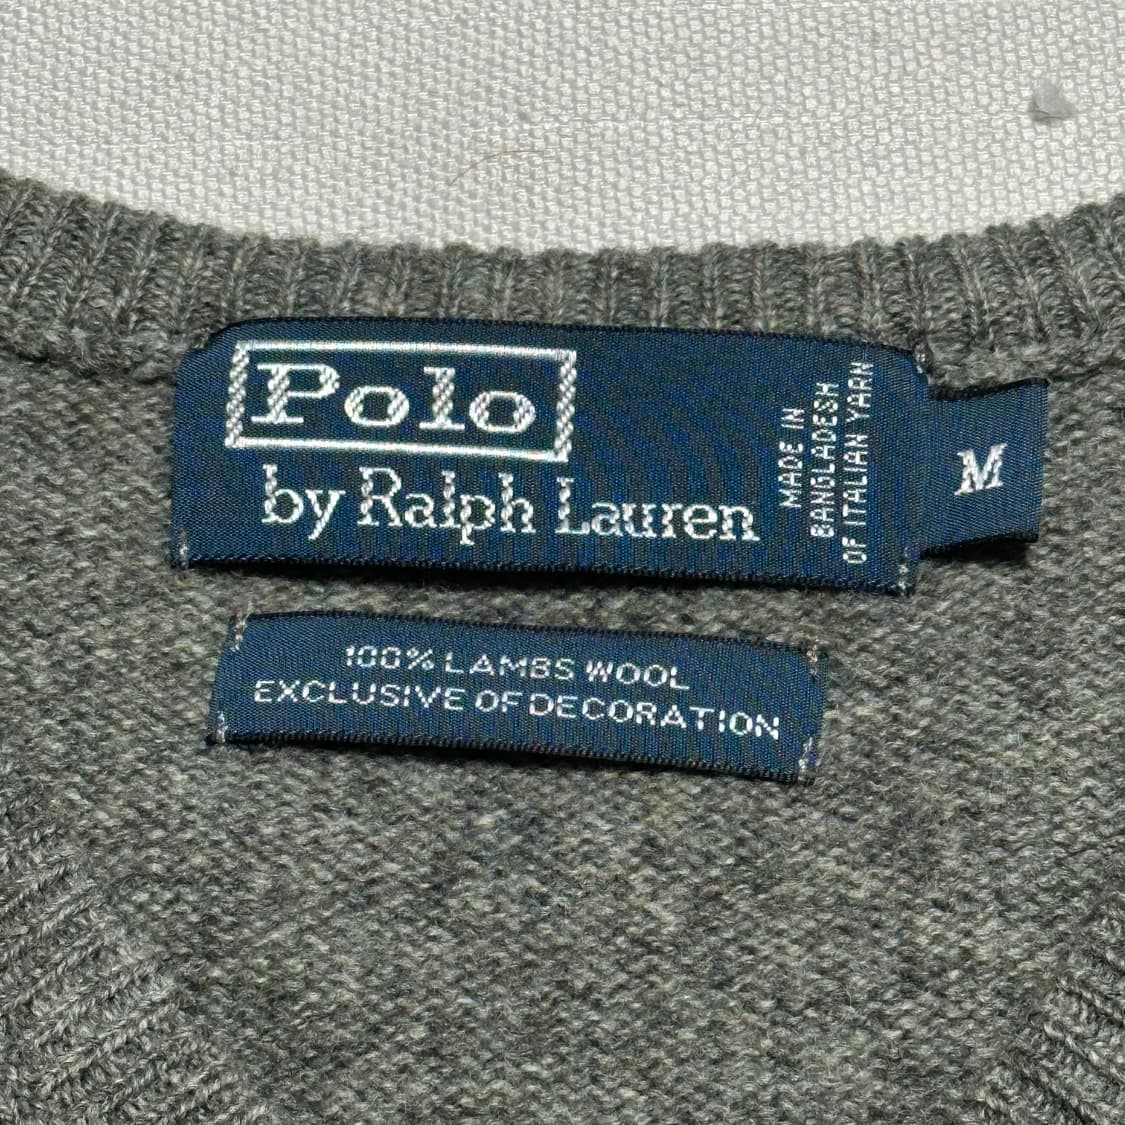 Polo
by Ralph Lauren
MADE IN
BANGLADESH
OF ITALIAN YARN
M
100% LAMBS WOOL
EXCLUSIVE OF DECORATION